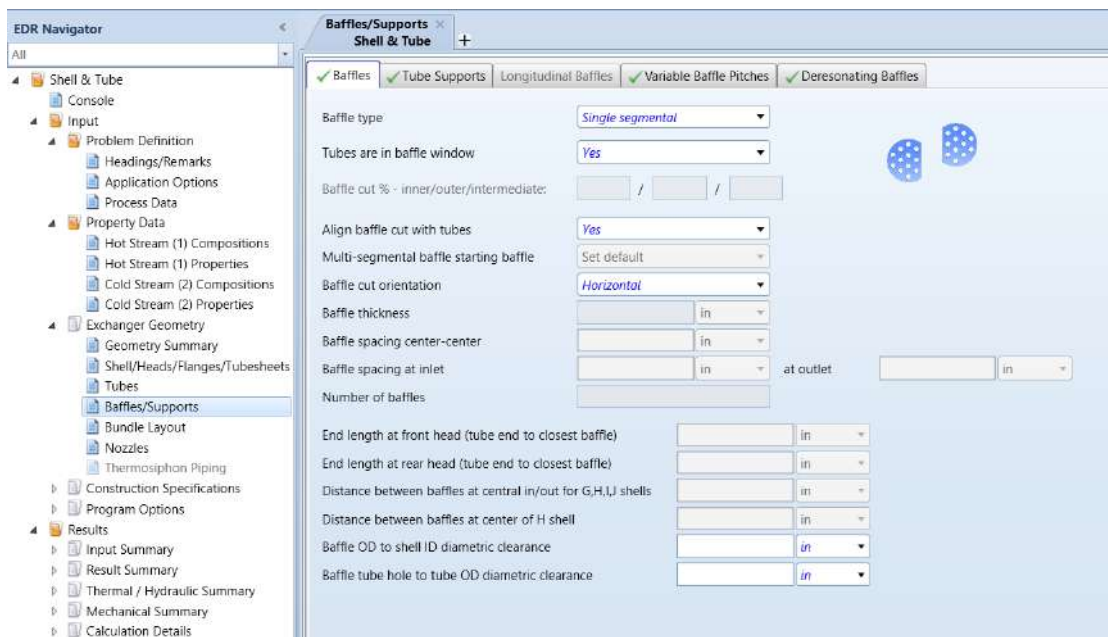 EDR Navigator
All
Shell & Tube
Console
Input
Problem Definition
Headings/Remarks
Application Options
Process Data
Property Data
Hot Stream (1) Compositions
Hot Stream (1) Properties
Cold Stream (2) Compositions
Cold Stream (2) Properties
Exchanger Geometry
Geometry Summary
Shell/Heads/Flanges/Tubesheets
Tubes
Baffles/Supports
Bundle Layout
Nozzles
Thermosiphon Piping
Construction Specifications
Program Options
Results
Input Summary
Result Summary
Thermal / Hydraulic Summary
Mechanical Summary
Calculation Details
Baffles/Supports ×
Shell & Tube +
Baffles Tube Supports Longitudinal Baffles Variable Baffle Pitches Deresonating Baffles
Baffle type Single segmental
Tubes are in baffle window Yes
Baffle cut % - inner/outer/intermediate: / /
Align baffle cut with tubes Yes
Multi-segmental baffle starting baffle Set default
Baffle cut orientation Horizontal
Baffle thickness in
Baffle spacing center-center in
Baffle spacing at inlet in at outlet in
Number of baffles
End length at front head (tube end to closest baffle) in
End length at rear head (tube end to closest baffle) in
Distance between baffles at central in/out for G,H,I,J shells in
Distance between baffles at center of H shell in
Baffle OD to shell ID diametric clearance in
Baffle tube hole to tube OD diametric clearance in